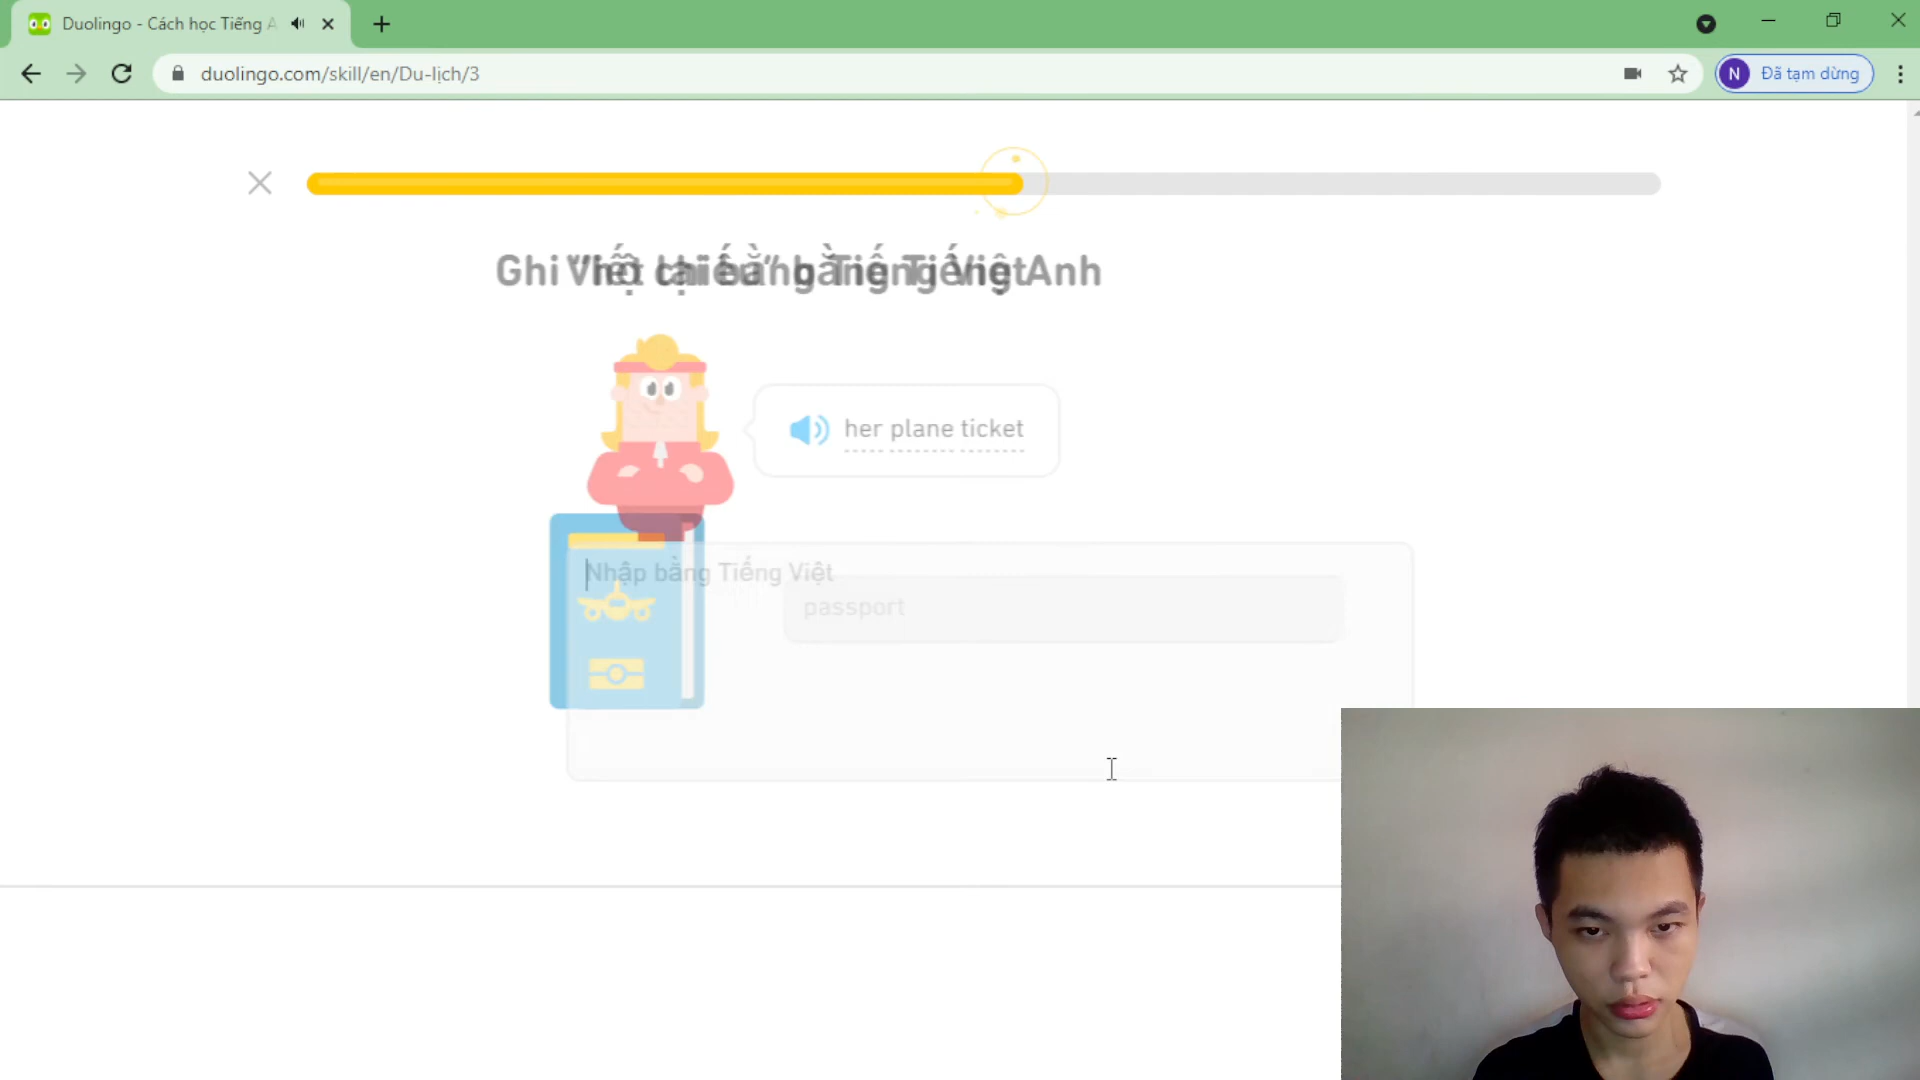 Duolingo - Cách học Tiếng A
duolingo.com/skill/en/Du-lịch/3
N
Đã tạm dừng
Ghi
her plane ticket
Nhập bằng Tiếng Việt
passport